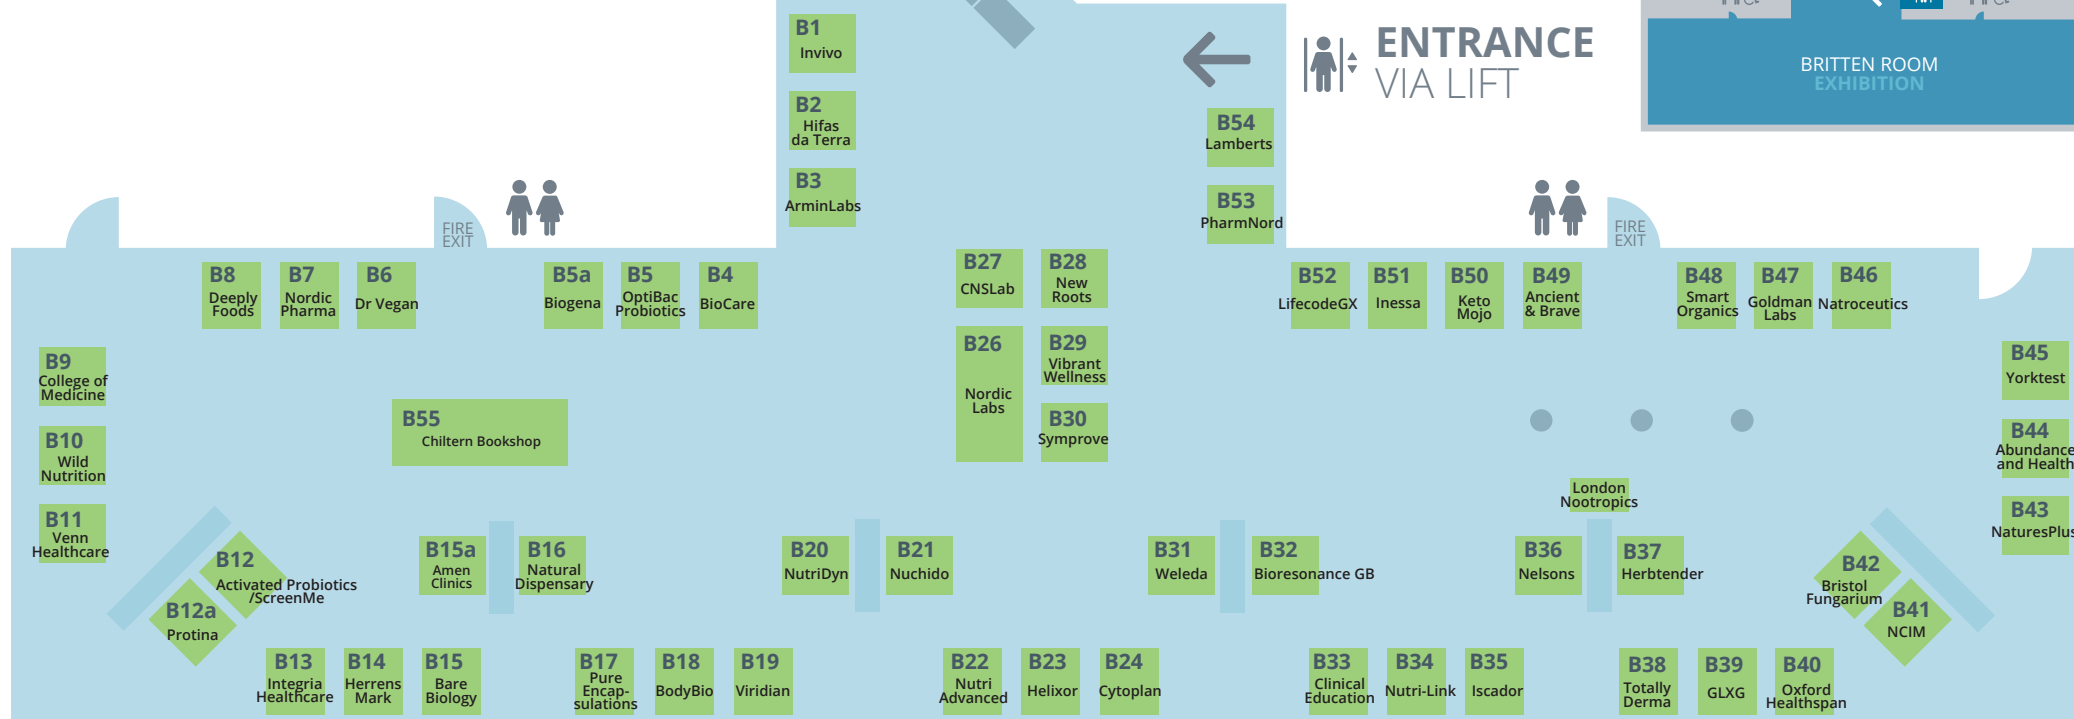 B1
Invivo
ENTRANCE
VIA LIFT
BRITTEN ROOM
EXHIBITION
B2
Hifas
da Terra
B54
Lamberts
B3
ArminLabs
B53
PharmNord
FIRE
EXIT
FIRE
EXIT
B8
Deeply
Foods
B7
Nordic
Pharma
B6
Dr Vegan
B5a
Biogena
B5
OptiBac
Probiotics
B4
BioCare
B27
CNSLab
B28
New
Roots
B52
LifecodeGX
B51
Inessa
B50
Keto
Mojo
B49
Ancient
& Brave
B48
Smart
Organics
B47
Goldman
Labs
B46
Natroceutics
B9
College of
Medicine
B26
Nordic
Labs
B29
Vibrant
Wellness
B45
Yorktest
B55
Chiltern Bookshop
B30
Symprove
B10
Wild
Nutrition
B44
Abundance
and Health
B11
Venn
Healthcare
London
Nootropics
B43
NaturesPlus
B12
Activated Probiotics
/ScreenMe
B12a
Protina
B15a
Amen
Clinics
B16
Natural
Dispensary
B20
NutriDyn
B21
Nuchido
B31
Weleda
B32
Bioresonance GB
B36
Nelsons
B37
Herbtender
B42
Bristol
Fungarium
B41
NCIM
B13
Integria
Healthcare
B14
Herrens
Mark
B15
Bare
Biology
B17
Pure
Encap-
sulations
B18
BodyBio
B19
Viridian
B22
Nutri
Advanced
B23
Helixor
B24
Cytoplan
B33
Clinical
Education
B34
Nutri-Link
B35
Iscador
B38
Totally
Derma
B39
GLXG
B40
Oxford
Healthspan